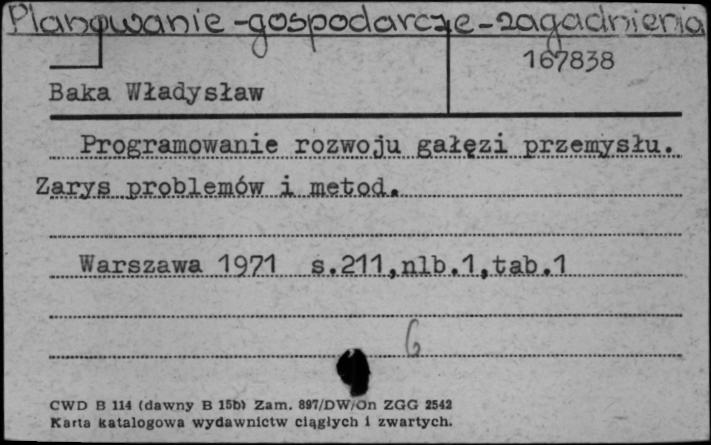 Planowanie-gospodarcze-zagadnienia
167838
Baka Władysław
Programowanie rozwoju gałęzi przemysłu.
Zarys problemów i metod.
Warszawa 1971 s.211,nlb.1,tab.1
6
CWD B 114 (dawny B 15b) Zam. 897/DW/On ZGG 2542
Karta katalogowa wydawnictw ciągłych i zwartych.